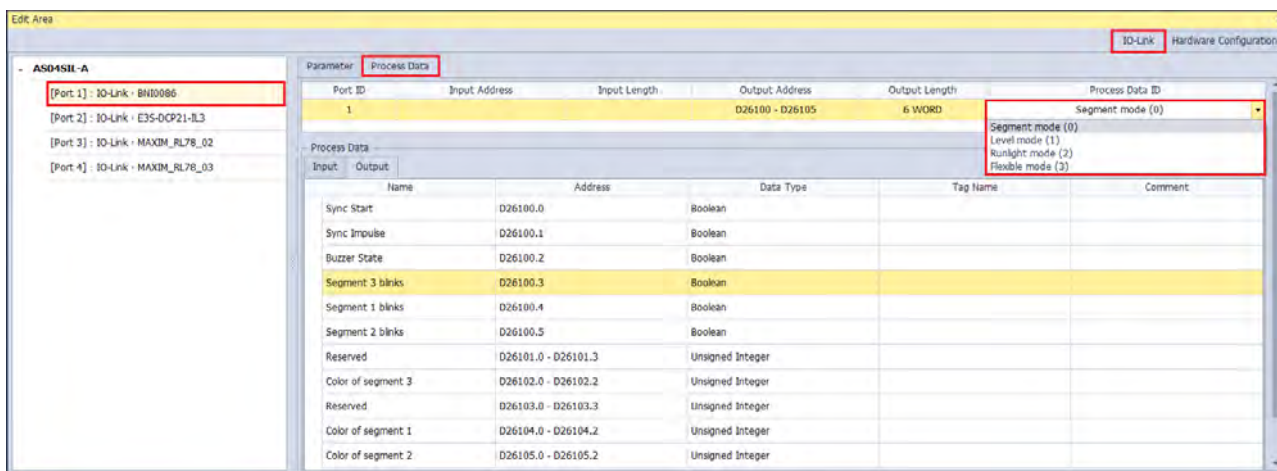 Edit Area
IO-Link Hardware Configuration
- AS04SIL-A
[Port 1] : IO-Link - BNI0086
[Port 2] : IO-Link - E3S-DCP21-IL3
[Port 3] : IO-Link - MAXIM_RL78_02
[Port 4] : IO-Link - MAXIM_RL78_03
Parameter Process Data
Port ID Input Address Input Length Output Address Output Length Process Data ID
1 D26100 - D26105 6 WORD Segment mode (0)
Segment mode (0)
Level mode (1)
Runlight mode (2)
Flexible mode (3)
Process Data
Input Output
Name Address Data Type Tag Name Comment
Sync Start D26100.0 Boolean
Sync Impulse D26100.1 Boolean
Buzzer State D26100.2 Boolean
Segment 3 blinks D26100.3 Boolean
Segment 1 blinks D26100.4 Boolean
Segment 2 blinks D26100.5 Boolean
Reserved D26101.0 - D26101.3 Unsigned Integer
Color of segment 3 D26102.0 - D26102.2 Unsigned Integer
Reserved D26103.0 - D26103.3 Unsigned Integer
Color of segment 1 D26104.0 - D26104.2 Unsigned Integer
Color of segment 2 D26105.0 - D26105.2 Unsigned Integer